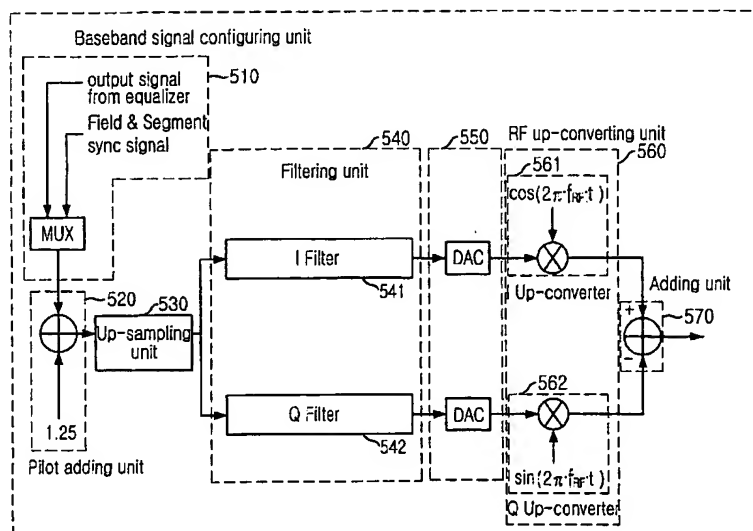 Baseband signal configuring unit
output signal
from equalizer
510
Field & Segment
sync signal
MUX
520
530
Up-sampling
unit
1.25
Pilot adding unit
540
Filtering unit
I Filter
541
Q Filter
542
550
DAC
DAC
RF up-converting unit
561
560
cos(2π·fRF·t)
Up-converter
Adding unit
+
570
-
562
sin(2π·fRF·t)
Q Up-converter